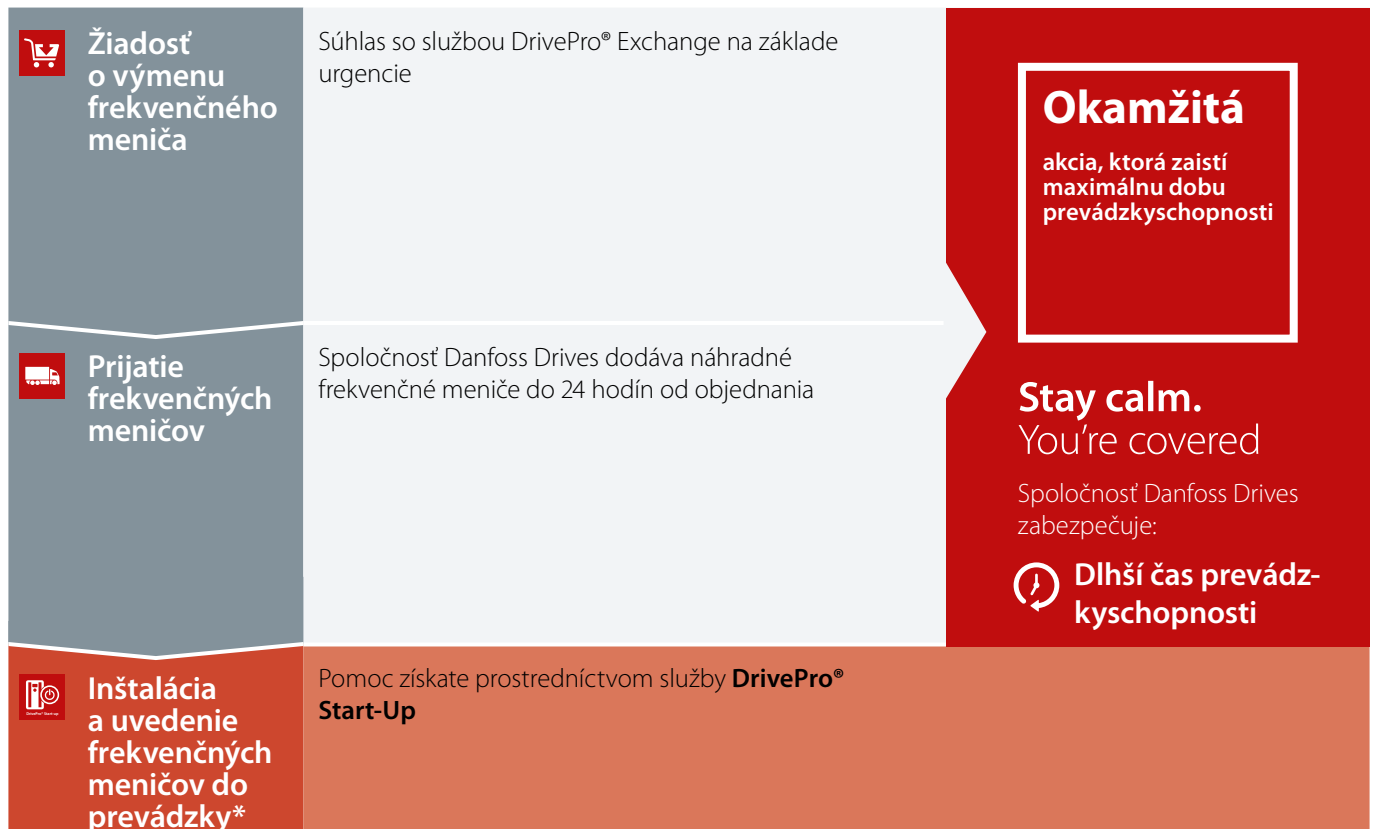 Žiadosť
o výmenu
frekvenčného
meniča
Súhlas so službou DrivePro® Exchange na základe
urgencie
Prijatie
frekvenčných
meničov
Spoločnosť Danfoss Drives dodáva náhradné
frekvenčné meniče do 24 hodín od objednania
Okamžitá
akcia, ktorá zaistí
maximálnu dobu
prevádzkyschopnosti
Stay calm.
You're covered
Spoločnosť Danfoss Drives
zabezpečuje:
Dlhší čas prevádz-
kyschopnosti
DrivePro® Start-up
Inštalácia
a uvedenie
frekvenčných
meničov do
prevádzky*
Pomoc získate prostredníctvom služby DrivePro®
Start-Up